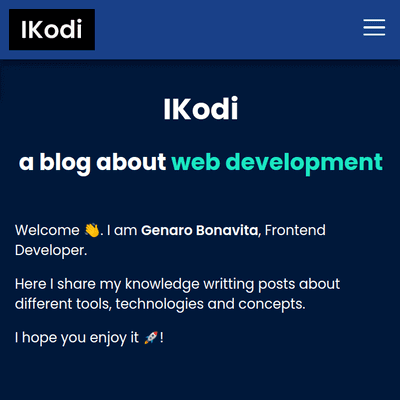 IKodi
IKodi
a blog about web development
Welcome 👋. I am Genaro Bonavita, Frontend
Developer.
Here I share my knowledge writting posts about
different tools, technologies and concepts.
I hope you enjoy it 🚀!